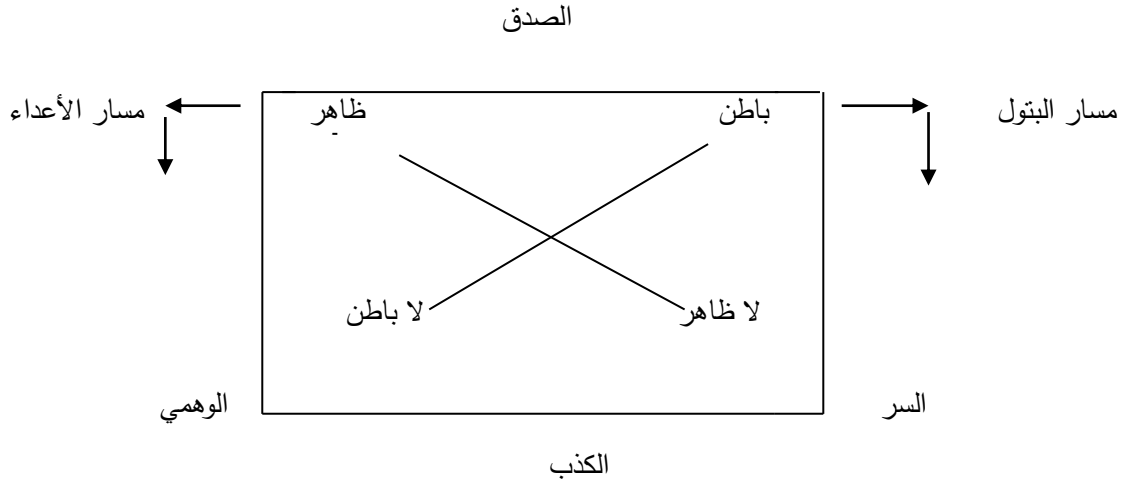 الصدق
مسار البتول
باطن
ظاهر
مسار الأعداء
لا ظاهر
لا باطن
السر
الوهمي
الكذب